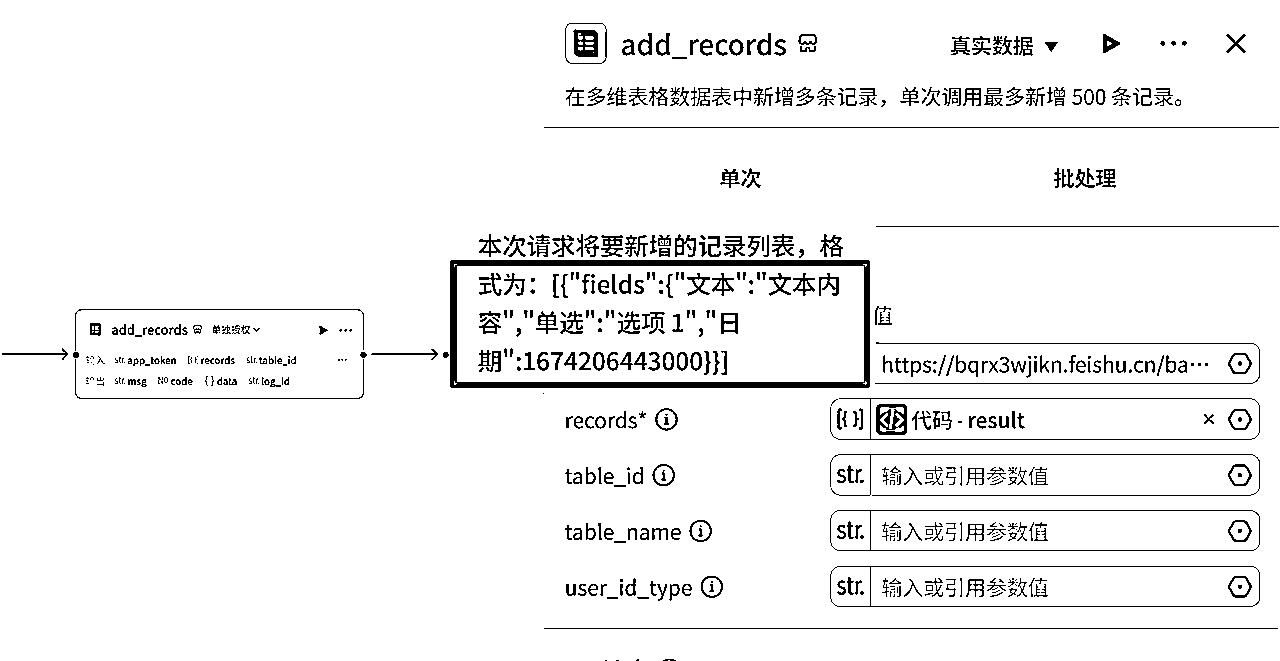 add_records
真实数据
在多维表格数据表中新增多条记录，单次调用最多新增 500 条记录。
单次
批处理
本次请求将要新增的记录列表，格
式为：[{"fields":{"文本":"文本内
容","单选":"选项 1","日
期":1674206443000}}]
值
https://bqrx3wjikn.feishu.cn/ba···
records*
代码 - result
table_id
str. 输入或引用参数值
table_name
str. 输入或引用参数值
user_id_type
str. 输入或引用参数值
add_records 单独授权
输入 str. app_token records str. table_id
输出 str. msg code { } data str. log_id